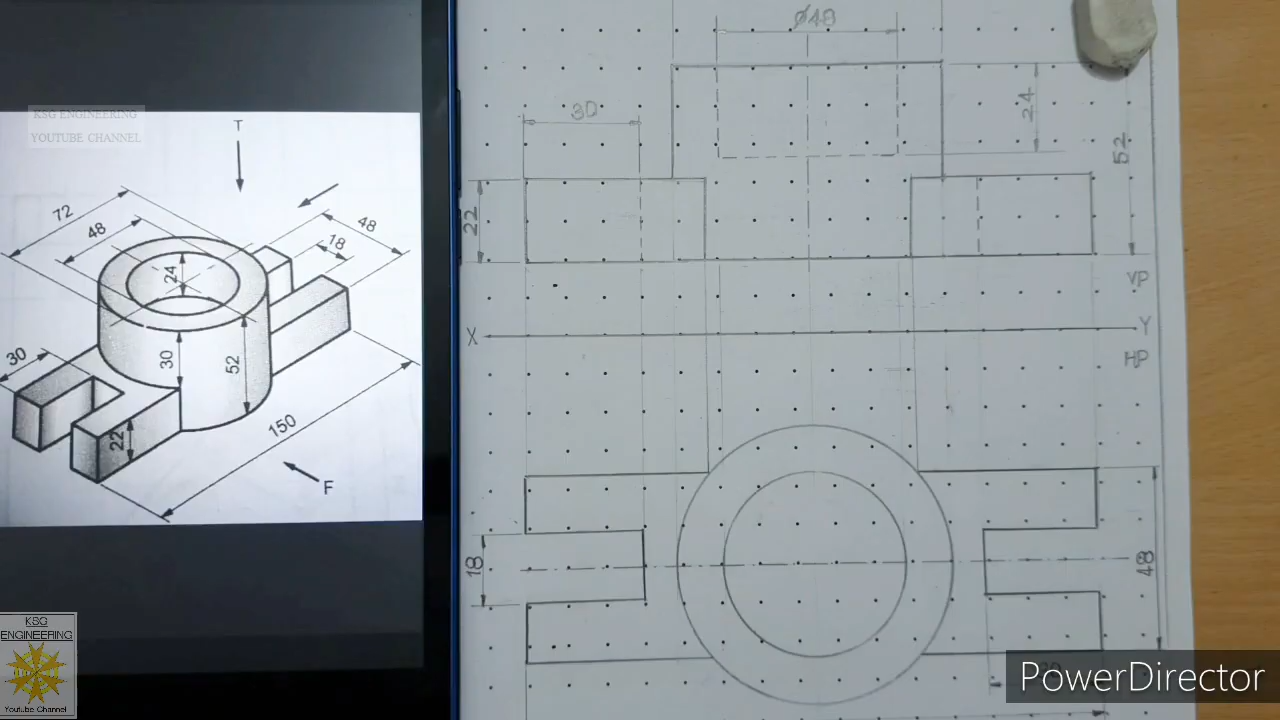 KSG ENGINEERING
YOUTUBE CHANNEL
T
72
48
48
18
24
30
30
52
22
150
F
KSG
ENGINEERING
Youtube Channel
Ø48
30
24
52
22
VP
X
Y
HP
18
48
PowerDirector